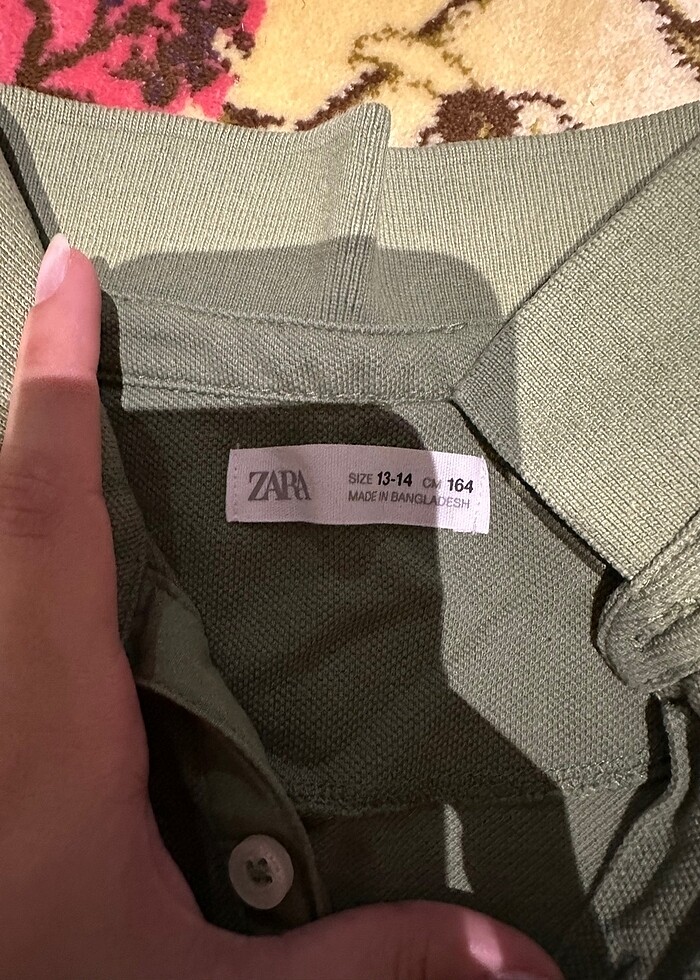 ZARA
SIZE 13-14 CM 164
MADE IN BANGLADESH